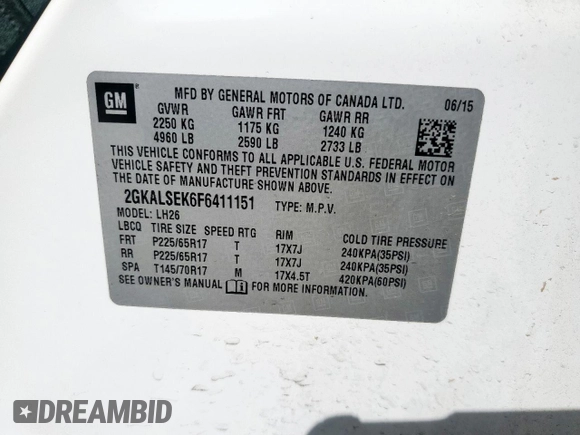 GM
MFD BY GENERAL MOTORS OF CANADA LTD. 06/15
GVWR GAWR FRT GAWR RR
2250 KG 1175 KG 1240 KG
4960 LB 2590 LB 2733 LB
THIS VEHICLE CONFORMS TO ALL APPLICABLE U.S. FEDERAL MOTOR
VEHICLE SAFETY AND THEFT PREVENTION STANDARDS IN EFFECT ON
THE DATE OF MANUFACTURE SHOWN ABOVE.
2GKALSEK6F6411151 TYPE: M.P.V.
MODEL: LH26
LBCQ TIRE SIZE SPEED RTG RIM COLD TIRE PRESSURE
FRT P225/65R17 T 17X7J 240KPA(35PSI)
RR P225/65R17 T 17X7J 240KPA(35PSI)
SPA T145/70R17 M 17X4.5T 420KPA(60PSI)
SEE OWNER'S MANUAL FOR MORE INFORMATION.
DREAMBID